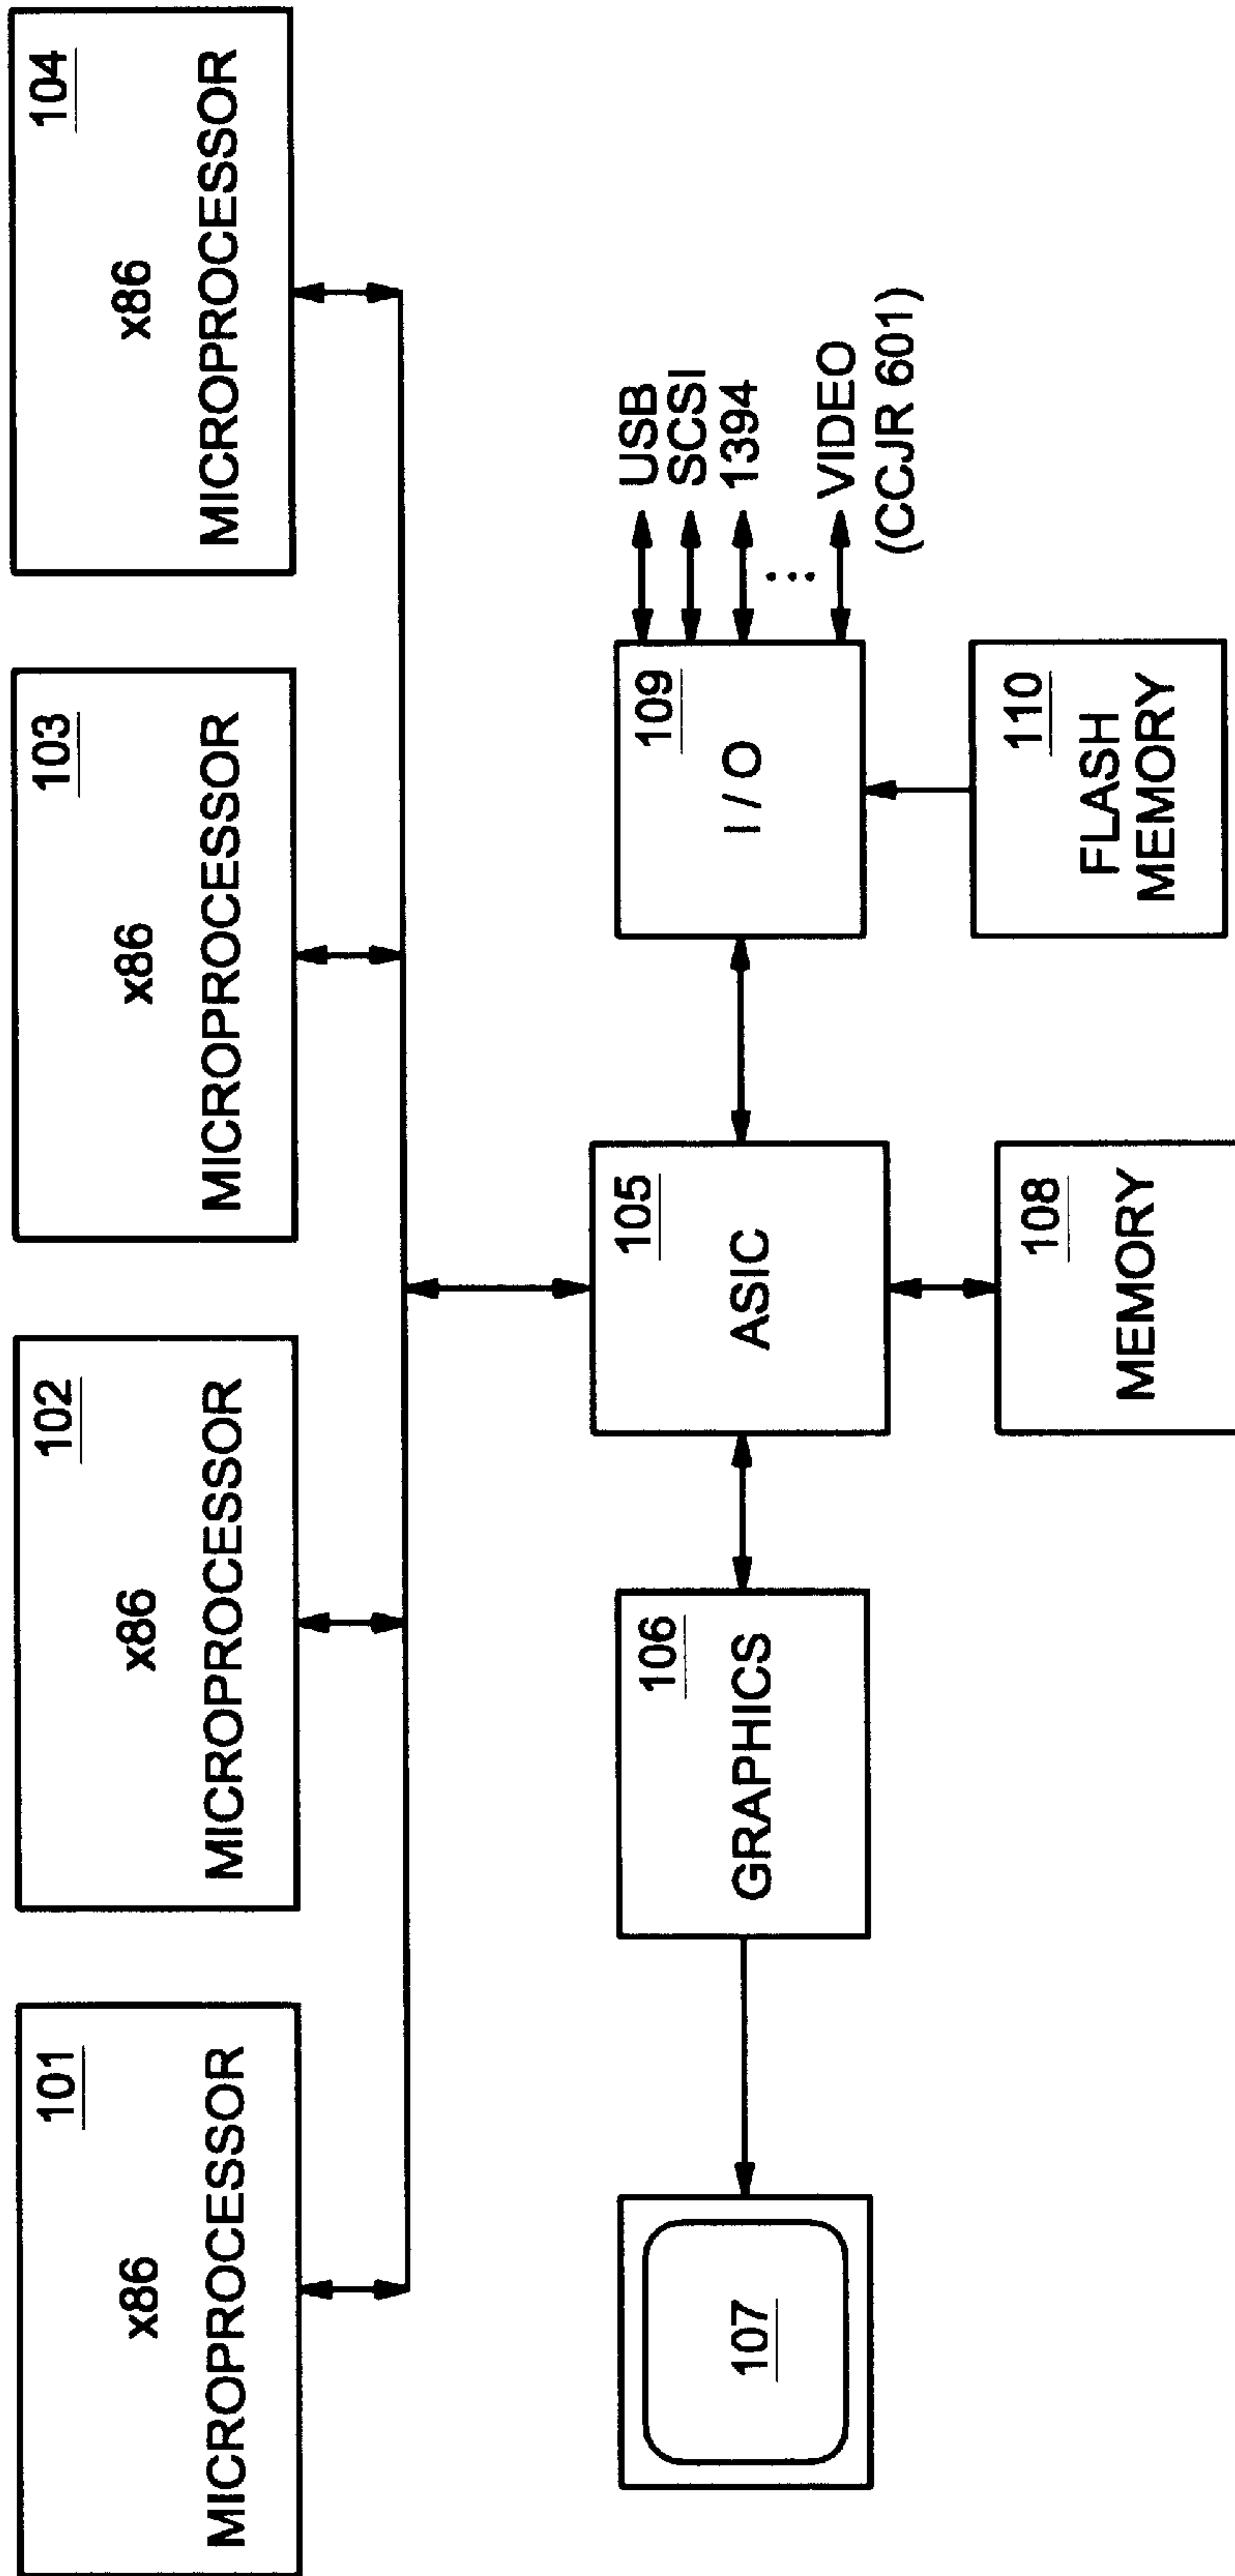 101
x86
MICROPROCESSOR
102
x86
MICROPROCESSOR
103
x86
MICROPROCESSOR
104
x86
MICROPROCESSOR
107
106
GRAPHICS
105
ASIC
109
I / O
USB
SCSI
1394
⋮
VIDEO
(CCJR 601)
108
MEMORY
110
FLASH
MEMORY